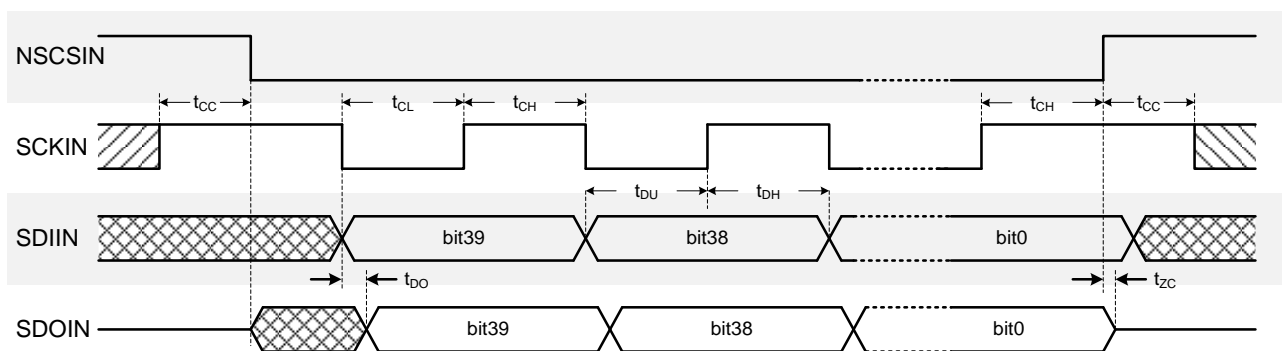 NSCSIN
tCC tCL tCH tCH tCC
SCKIN
tDU tDH
SDIIN bit39 bit38 bit0
tDO tZC
SDOIN bit39 bit38 bit0